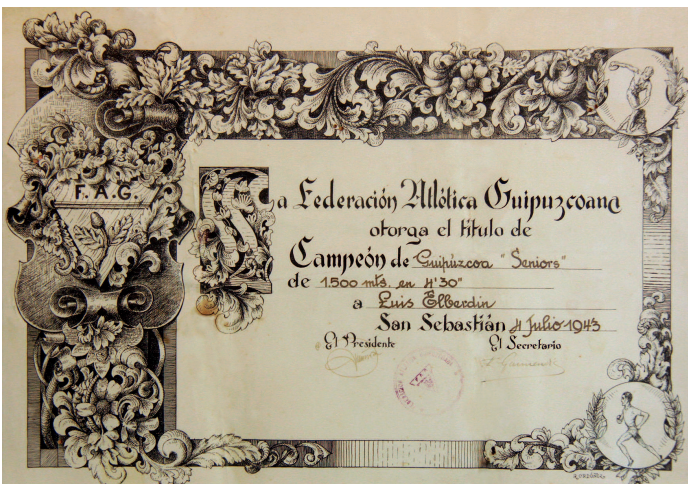 F.A.G.
La Federación Atlética Guipuzcoana
otorga el título de
Campeón de Guipúzcoa "Seniors"
de 1.500 mts. en 4'30"
a Luis Elberdin
San Sebastián 4 Julio 1943
El Presidente El Secretario